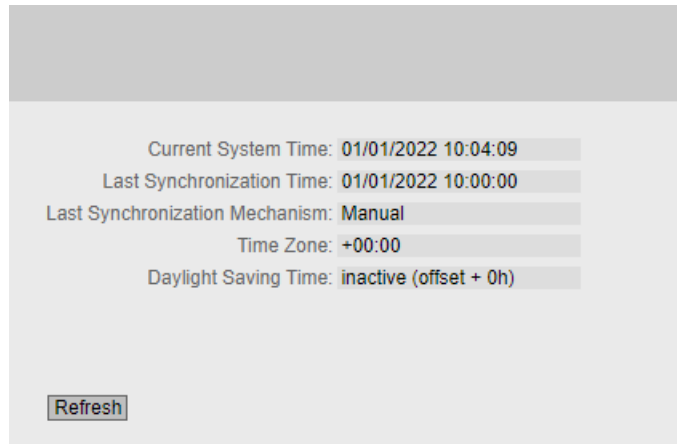 Current System Time: 01/01/2022 10:04:09
Last Synchronization Time: 01/01/2022 10:00:00
Last Synchronization Mechanism: Manual
Time Zone: +00:00
Daylight Saving Time: inactive (offset + 0h)
Refresh